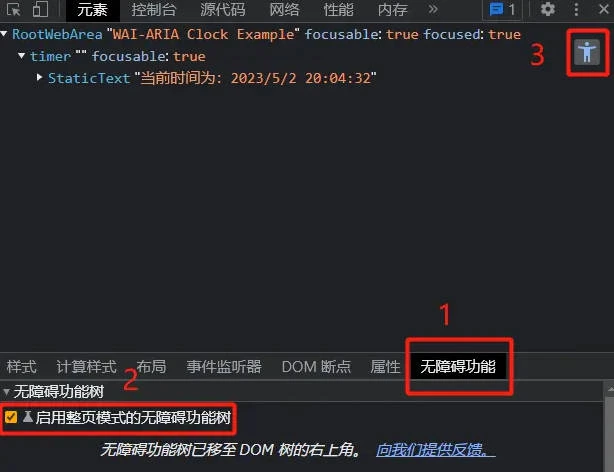 元素 控制台 源代码 网络 性能 内存 » 1
RootWebArea "WAI-ARIA Clock Example" focusable: true focused: true
timer "" focusable: true
StaticText "当前时间为: 2023/5/2 20:04:32"
3
1
样式 计算样式 布局 事件监听器 DOM 断点 属性 无障碍功能
2
无障碍功能树
启用整页模式的无障碍功能树
无障碍功能树已移至 DOM 树的右上角。 向我们提供反馈。